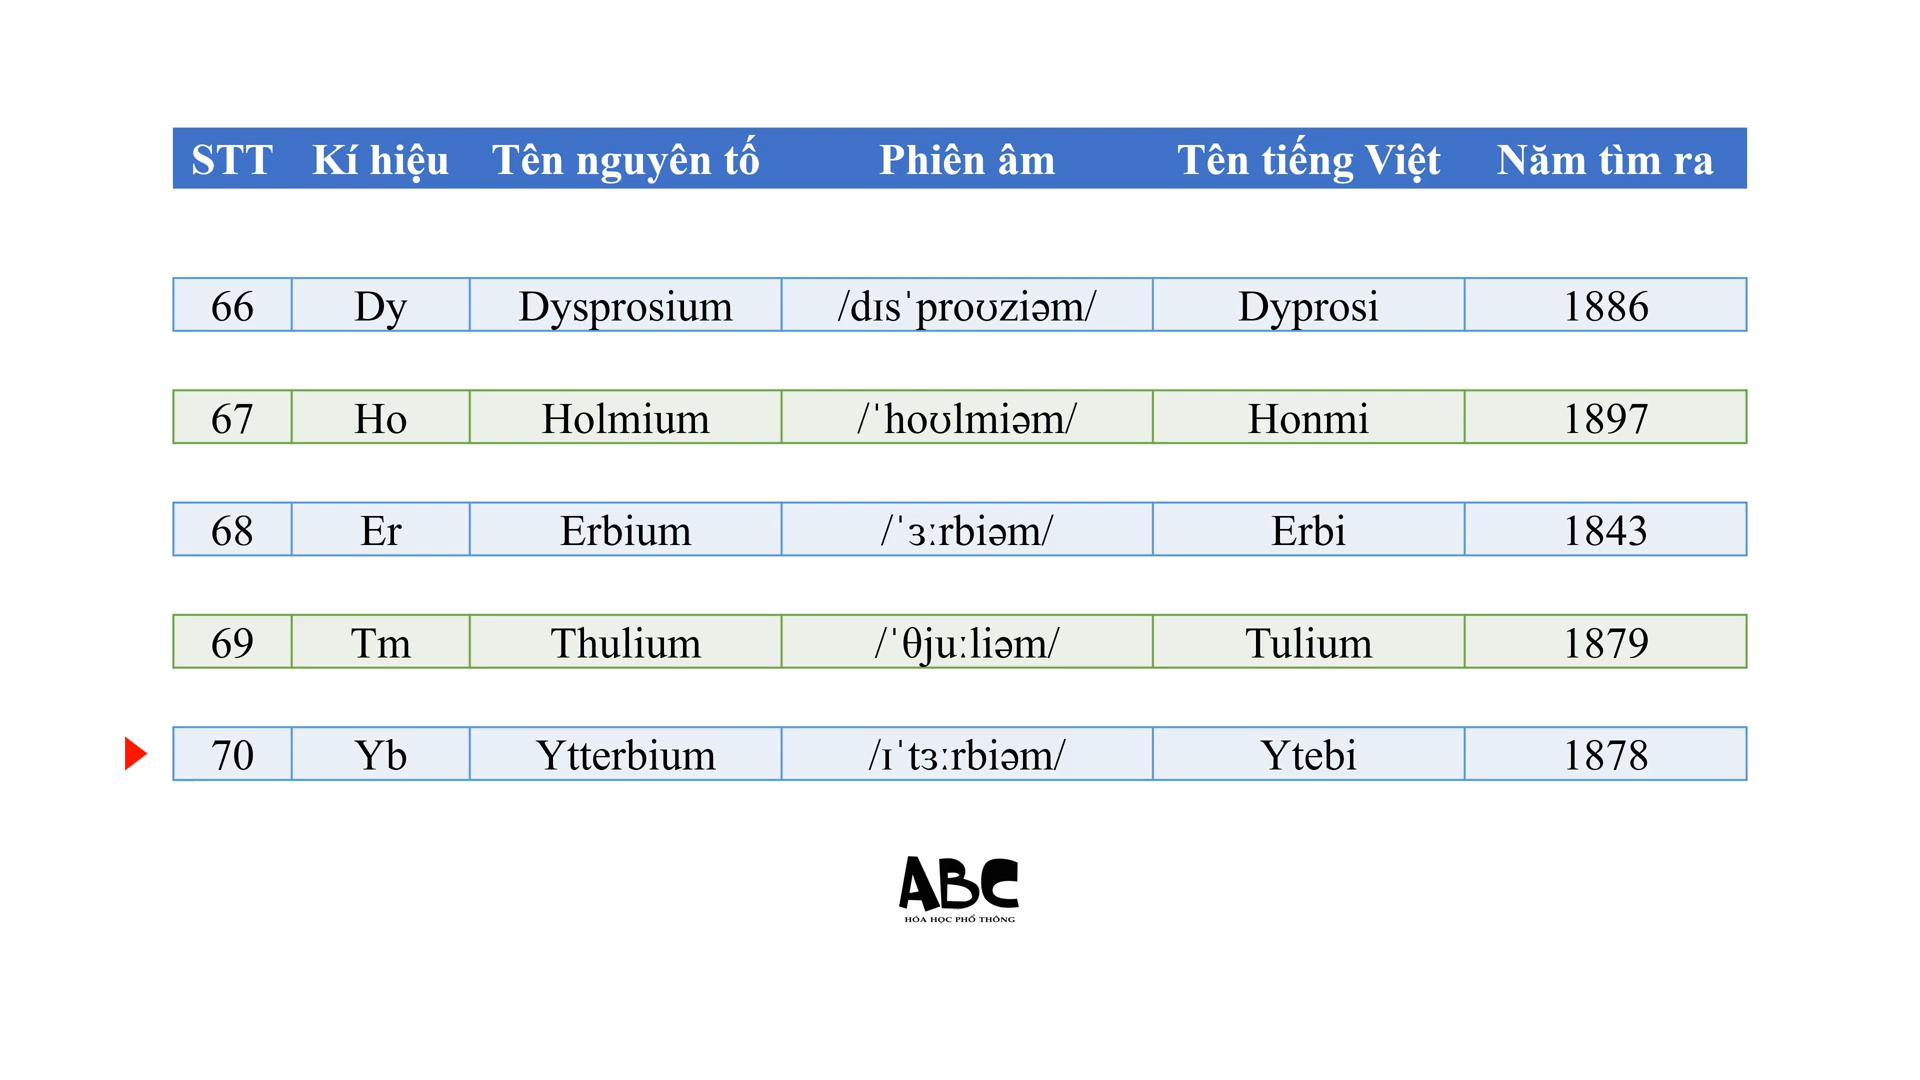 STT Kí hiệu Tên nguyên tố Phiên âm Tên tiếng Việt Năm tìm ra
66 Dy Dysprosium /dɪsˈproʊziəm/ Dyprosi 1886
67 Ho Holmium /ˈhoʊlmiəm/ Honmi 1897
68 Er Erbium /ˈɜːrbiəm/ Erbi 1843
69 Tm Thulium /ˈθjuːliəm/ Tulium 1879
70 Yb Ytterbium /ɪˈtɜːrbiəm/ Ytebi 1878
ABC
HÓA HỌC PHỔ THÔNG